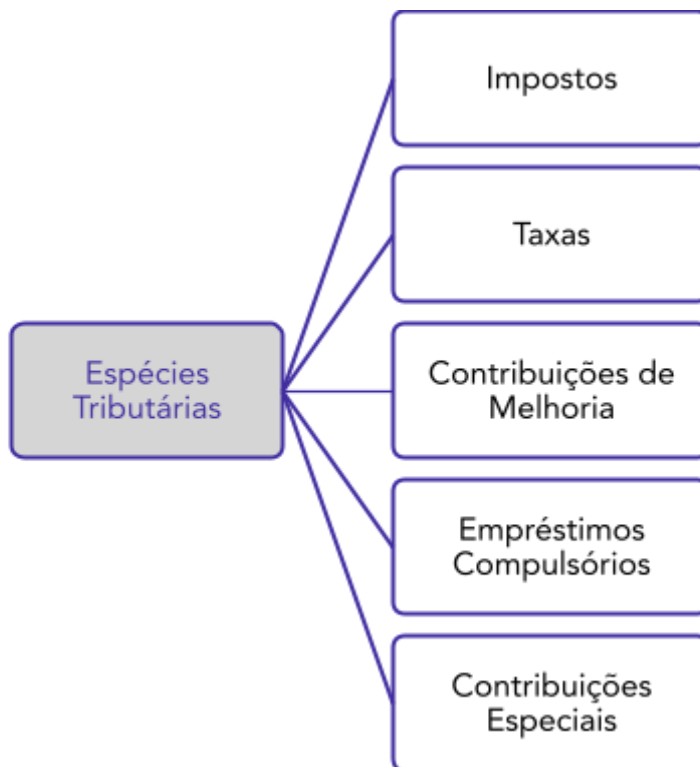 Impostos
Taxas
Espécies
Tributárias
Contribuições de
Melhoria
Empréstimos
Compulsórios
Contribuições
Especiais